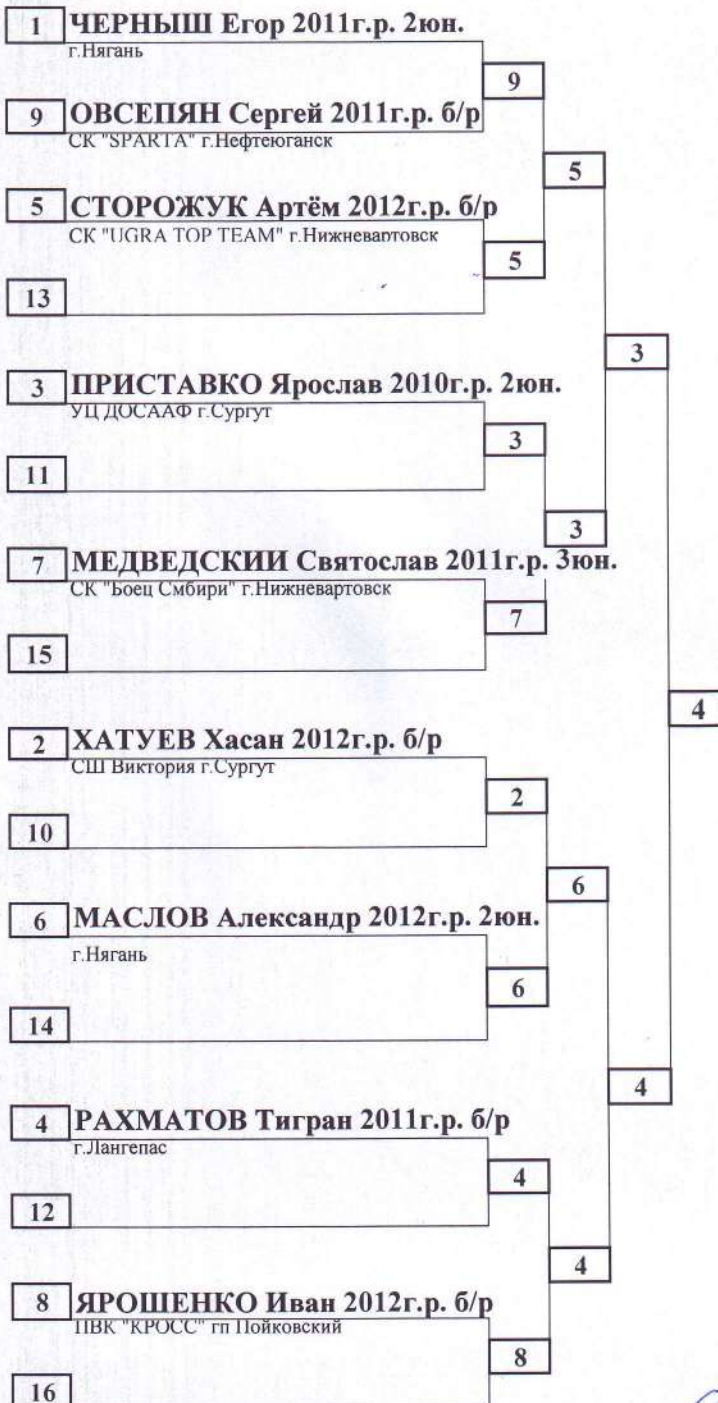 1 ЧЕРНЫШ Егор 2011г.р. 2юн.
г.Нягань
9
9 ОВСЕПЯН Сергей 2011г.р. б/р
СК "SPARTA" г.Нефтеюганск
5
5 СТОРОЖУК Артём 2012г.р. б/р
СК "UGRA TOP TEAM" г.Нижневартовск
5
13
3
3 ПРИСТАВКО Ярослав 2010г.р. 2юн.
УЦ ДОСААФ г.Сургут
3
11
3
7 МЕДВЕДСКИИ Святослав 2011г.р. 3юн.
СК "Боец Смбири" г.Нижневартовск
7
15
4
2 ХАТУЕВ Хасан 2012г.р. б/р
СШ Виктория г.Сургут
2
10
6
6 МАСЛОВ Александр 2012г.р. 2юн.
г.Нягань
6
14
4
4 РАХМАТОВ Тигран 2011г.р. б/р
г.Лангепас
4
12
4
8 ЯРОШЕНКО Иван 2012г.р. б/р
ПВК "КРОСС" гп Пойковский
8
16